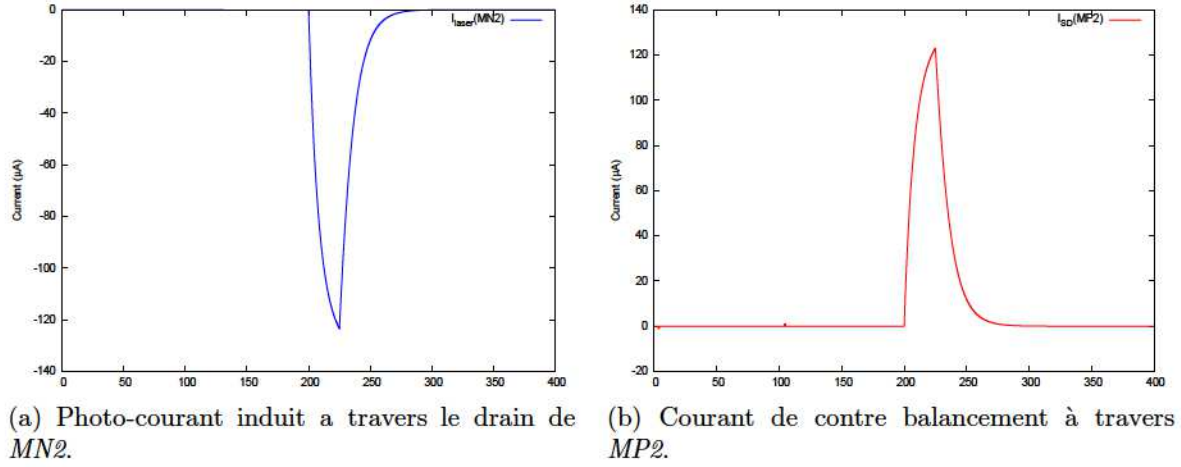 0
-20
-40
-60
-80
-100
-120
-140
Current (µA)
I_laser(MN2)
0 50 100 150 200 250 300 350 400
(a) Photo-courant induit a travers le drain de
MN2.
140
120
100
80
60
40
20
0
-20
Current (µA)
I_SD(MP2)
0 50 100 150 200 250 300 350 400
(b) Courant de contre balancement à travers
MP2.